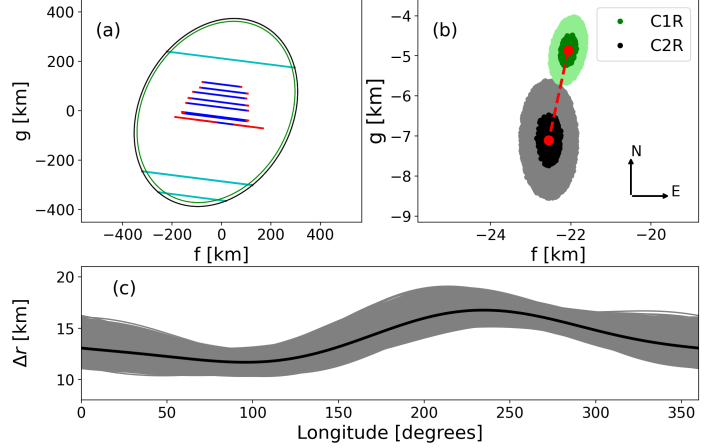 (a)
g [km]
400
200
0
−200
−400
−400 −200 0 200 400
f [km]
(b)
C1R
C2R
g [km]
−4
−5
−6
−7
−8
−9
N
E
−24 −22 −20
f [km]
(c)
Δr [km]
20
15
10
0 50 100 150 200 250 300 350
Longitude [degrees]